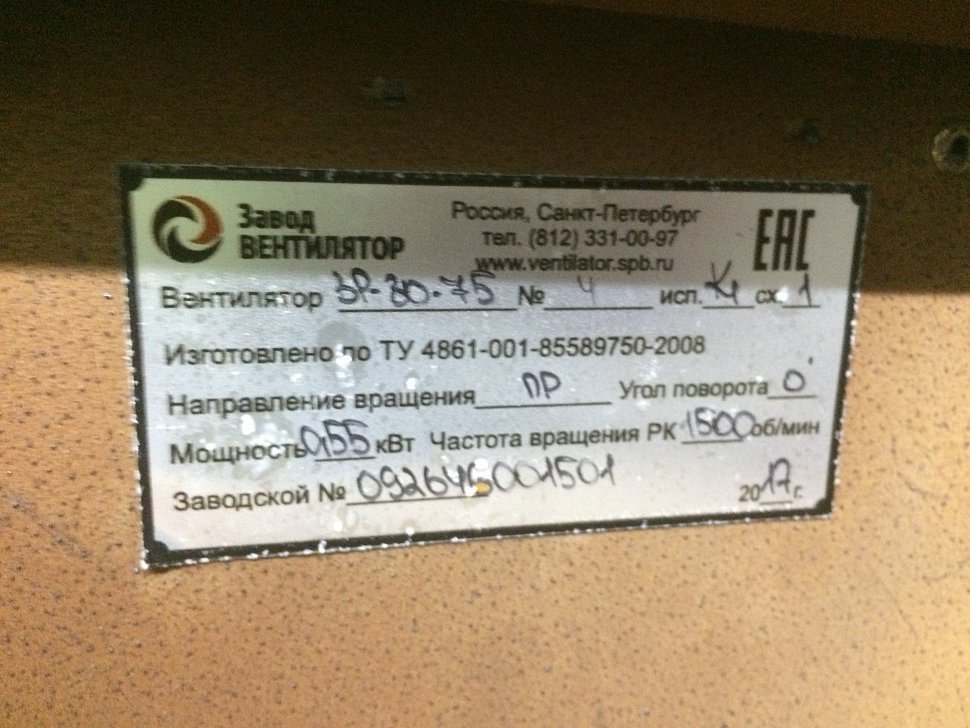 Завод
ВЕНТИЛЯТОР
Россия, Санкт-Петербург
тел. (812) 331-00-97
www.ventilator.spb.ru
EAC
Вентилятор ВР-80-75 № 4 исп. К1 сх. 1
Изготовлено по ТУ 4861-001-85589750-2008
Направление вращения ПР Угол поворота 0°
Мощность 0,55 кВт Частота вращения РК 1500 об/мин
Заводской № 092645001501 2017 г.